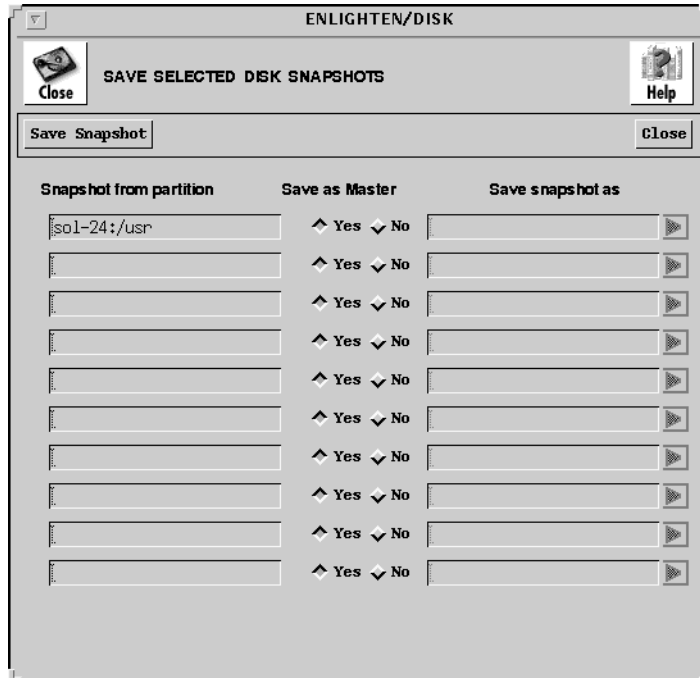 ENLIGHTEN/DISK
Close SAVE SELECTED DISK SNAPSHOTS Help
Save Snapshot Close
Snapshot from partition Save as Master Save snapshot as
sol-24:/usr Yes No
Yes No
Yes No
Yes No
Yes No
Yes No
Yes No
Yes No
Yes No
Yes No